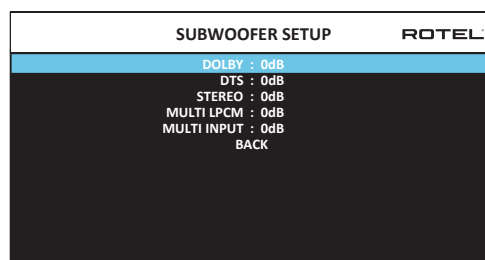 SUBWOOFER SETUP
ROTEL
DOLBY : 0dB
DTS : 0dB
STEREO : 0dB
MULTI LPCM : 0dB
MULTI INPUT : 0dB
BACK